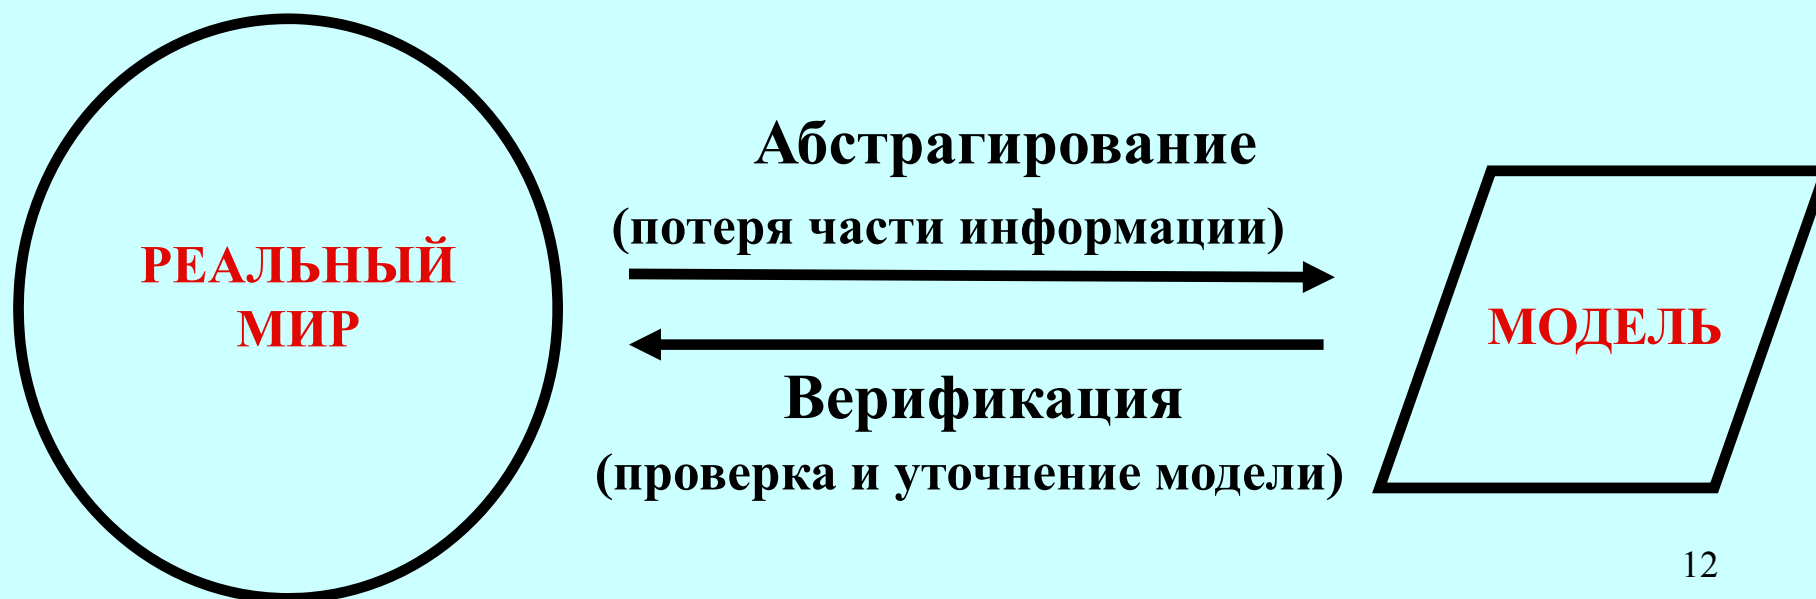 РЕАЛЬНЫЙ
МИР
Абстрагирование
(потеря части информации)
Верификация
(проверка и уточнение модели)
МОДЕЛЬ
12